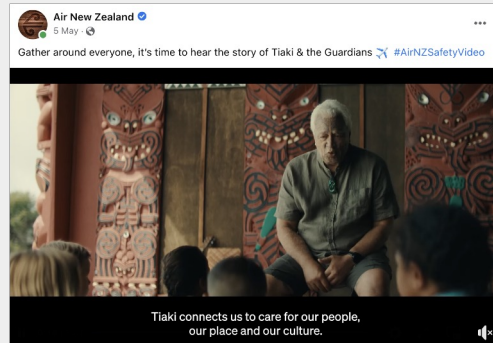 Air New Zealand
5 May ·
Gather around everyone, it's time to hear the story of Tiaki & the Guardians ✈️ #AirNZSafetyVideo
Tiaki connects us to care for our people,
our place and our culture.